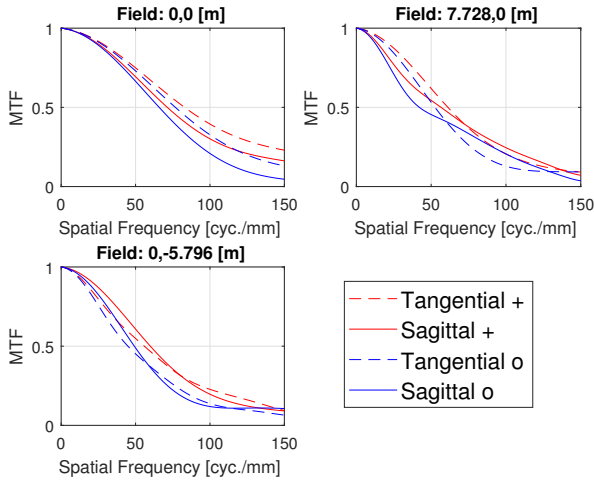 Field: 0,0 [m]
1
0.5
0
MTF
0 50 100 150
Spatial Frequency [cyc./mm]
Field: 7.728,0 [m]
1
0.5
0
MTF
0 50 100 150
Spatial Frequency [cyc./mm]
Field: 0,-5.796 [m]
1
0.5
0
MTF
0 50 100 150
Spatial Frequency [cyc./mm]
Tangential +
Sagittal +
Tangential o
Sagittal o